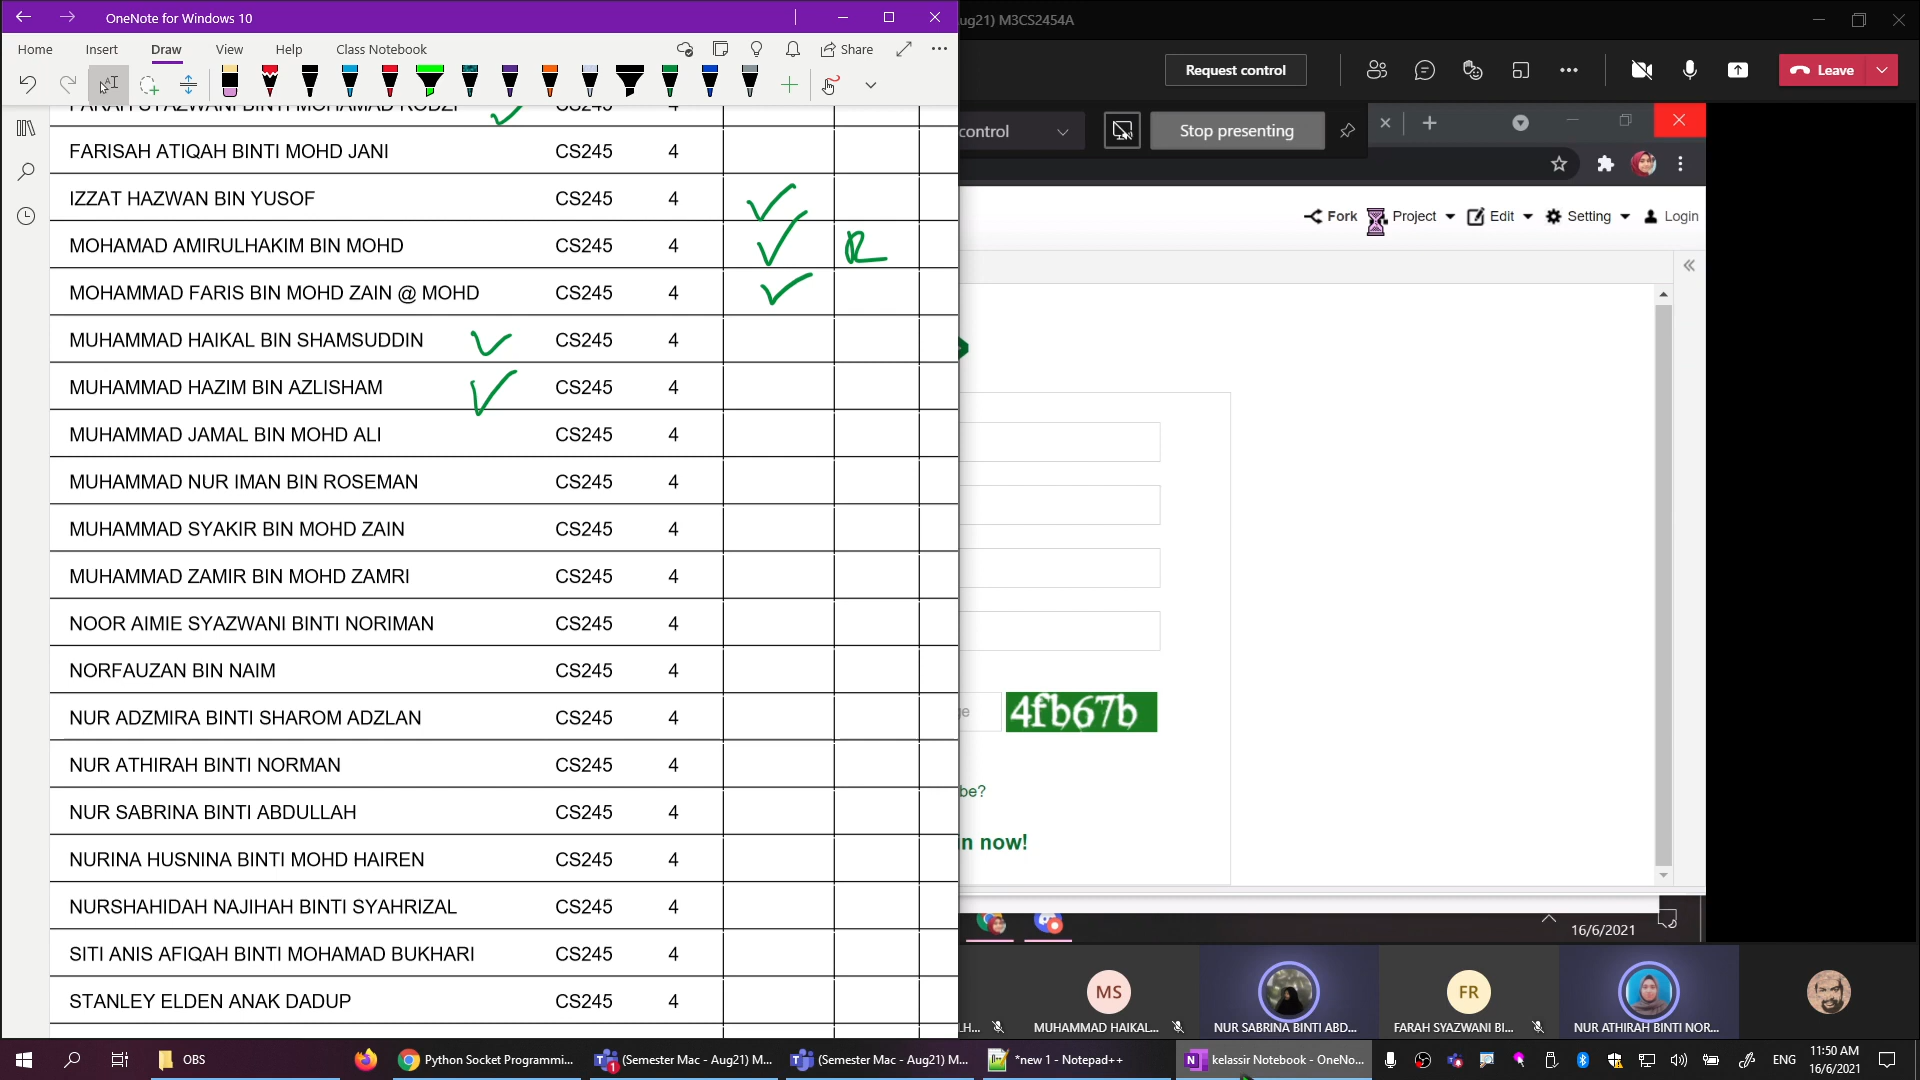 OneNote for Windows 10
Home Insert Draw View Help Class Notebook Share
FARAH SYAZWANI BINTI MOHAMAD RODZI CS245 4
FARISAH ATIQAH BINTI MOHD JANI CS245 4
IZZAT HAZWAN BIN YUSOF CS245 4
MOHAMAD AMIRULHAKIM BIN MOHD CS245 4 R
MOHAMMAD FARIS BIN MOHD ZAIN @ MOHD CS245 4
MUHAMMAD HAIKAL BIN SHAMSUDDIN CS245 4
MUHAMMAD HAZIM BIN AZLISHAM CS245 4
MUHAMMAD JAMAL BIN MOHD ALI CS245 4
MUHAMMAD NUR IMAN BIN ROSEMAN CS245 4
MUHAMMAD SYAKIR BIN MOHD ZAIN CS245 4
MUHAMMAD ZAMIR BIN MOHD ZAMRI CS245 4
NOOR AIMIE SYAZWANI BINTI NORIMAN CS245 4
NORFAUZAN BIN NAIM CS245 4
NUR ADZMIRA BINTI SHAROM ADZLAN CS245 4
NUR ATHIRAH BINTI NORMAN CS245 4
NUR SABRINA BINTI ABDULLAH CS245 4
NURINA HUSNINA BINTI MOHD HAIREN CS245 4
NURSHAHIDAH NAJIHAH BINTI SYAHRIZAL CS245 4
SITI ANIS AFIQAH BINTI MOHAMAD BUKHARI CS245 4
STANLEY ELDEN ANAK DADUP CS245 4
ug21) M3CS2454A
Request control Leave
control Stop presenting
Fork Project Edit Setting Login
ge 4fb67b
be?
n now!
16/6/2021
MS FR
LH... MUHAMMAD HAIKAL... NUR SABRINA BINTI ABD... FARAH SYAZWANI BI... NUR ATHIRAH BINTI NOR...
OBS Python Socket Programmi... (Semester Mac - Aug21) M... (Semester Mac - Aug21) M... *new 1 - Notepad++ kelassir Notebook - OneNo... ENG 11:50 AM
16/6/2021